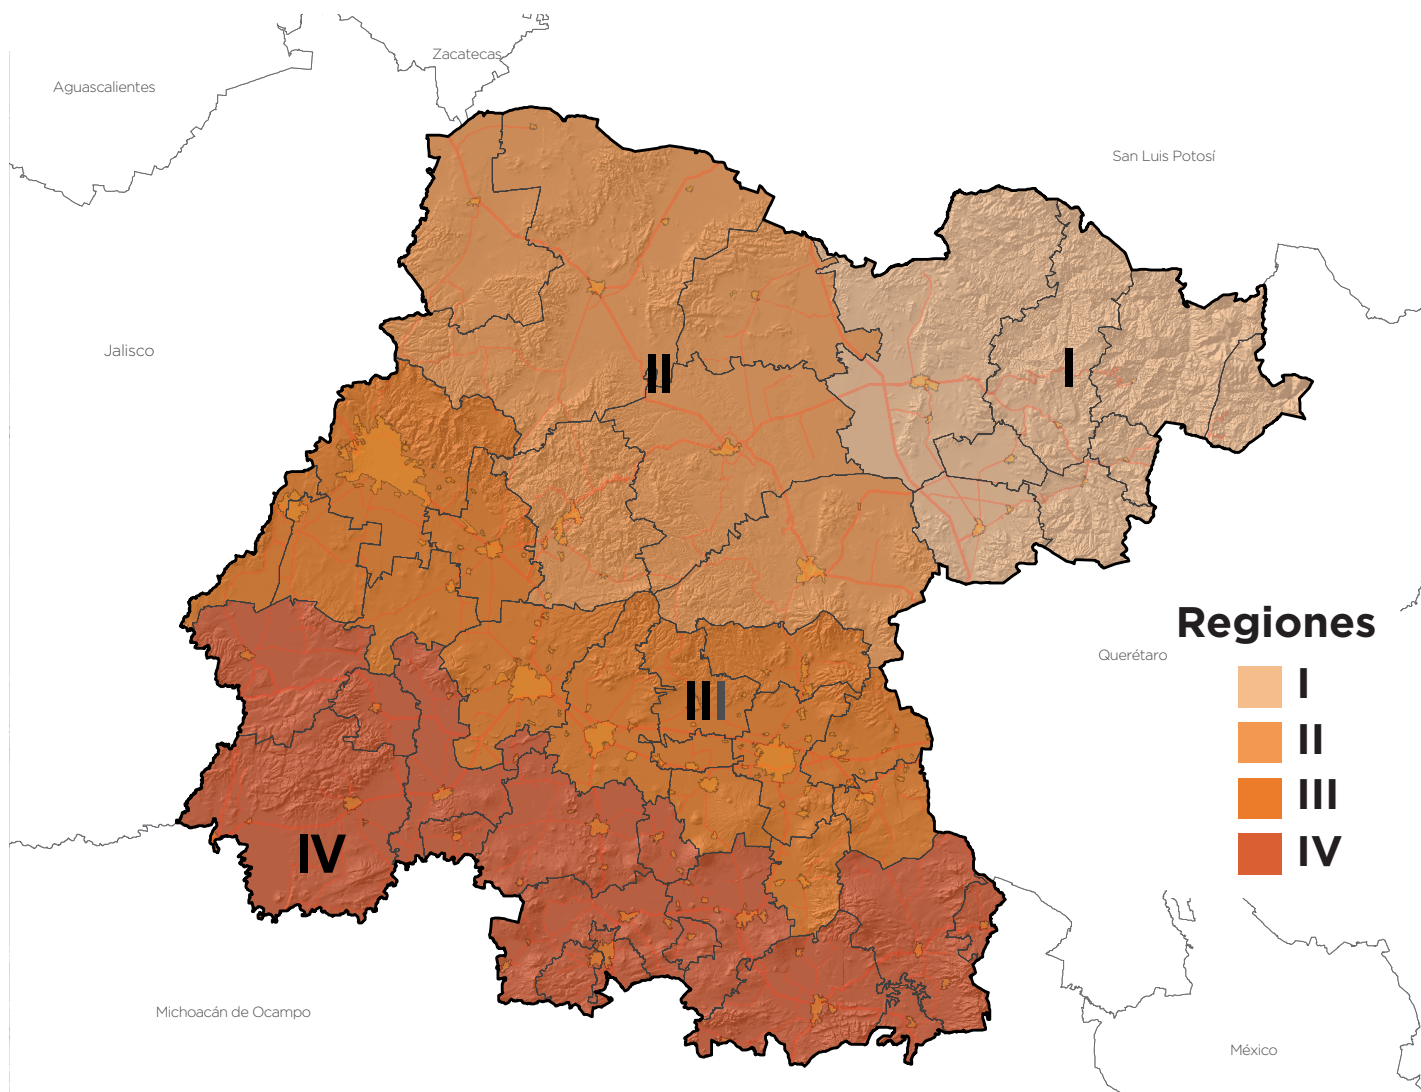 Zacatecas
Aguascalientes
San Luis Potosí
Jalisco
I
II
Regiones
I
Querétaro
II
III
III
IV
IV
Michoacán de Ocampo
México